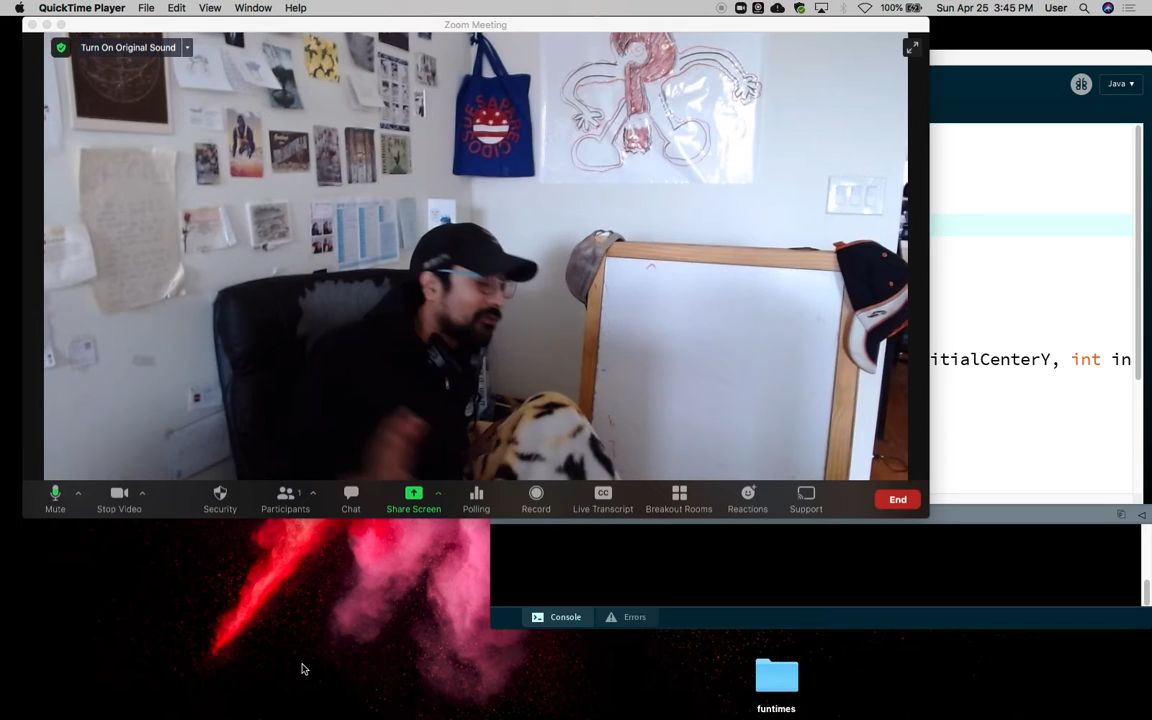 QuickTime Player File Edit View Window Help 100% Sun Apr 25 3:45 PM User
Zoom Meeting
Turn On Original Sound
DESAPARECIDO
Java
itialCenterY, int in
Mute Stop Video Security Participants 1 Chat Share Screen Polling Record CC Live Transcript Breakout Rooms Reactions Support End
Console Errors
funtimes